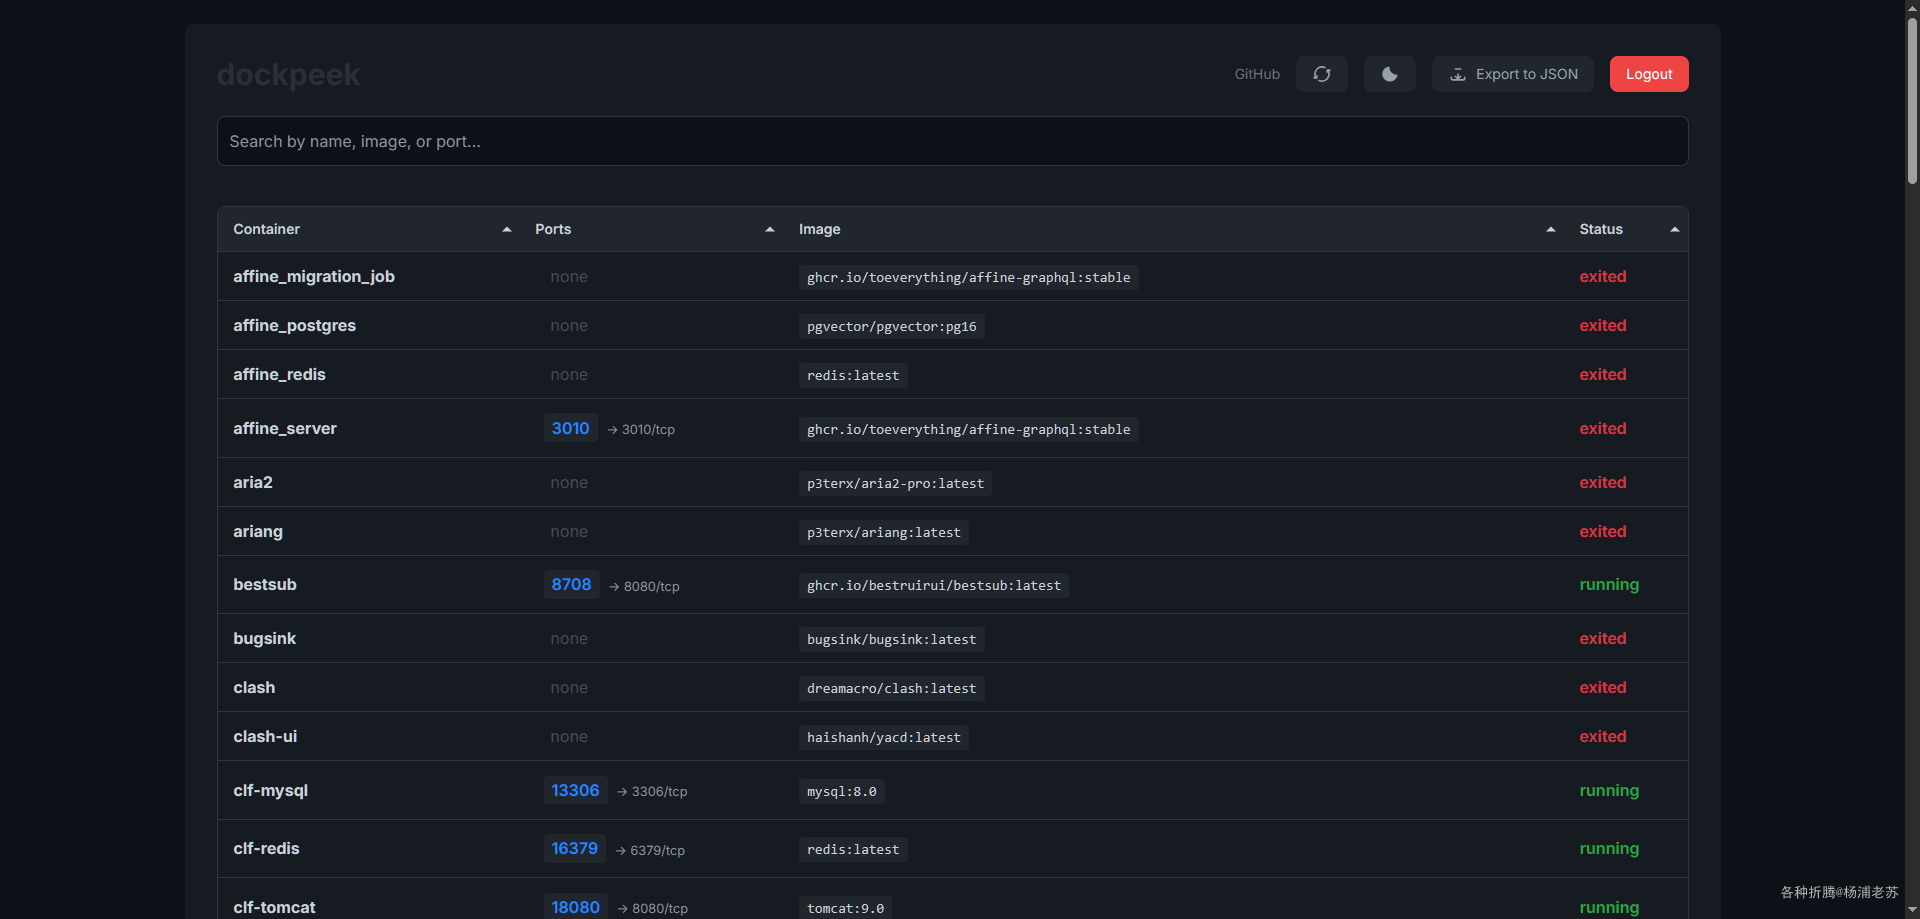 dockpeek
GitHub
Export to JSON
Logout
Search by name, image, or port...
Container Ports Image Status
affine_migration_job none ghcr.io/toeverything/affine-graphql:stable exited
affine_postgres none pgvector/pgvector:pg16 exited
affine_redis none redis:latest exited
affine_server 3010 → 3010/tcp ghcr.io/toeverything/affine-graphql:stable exited
aria2 none p3terx/aria2-pro:latest exited
ariang none p3terx/ariang:latest exited
bestsub 8708 → 8080/tcp ghcr.io/bestruirui/bestsub:latest running
bugsink none bugsink/bugsink:latest exited
clash none dreamacro/clash:latest exited
clash-ui none haishanh/yacd:latest exited
clf-mysql 13306 → 3306/tcp mysql:8.0 running
clf-redis 16379 → 6379/tcp redis:latest running
clf-tomcat 18080 → 8080/tcp tomcat:9.0 running
各种折腾@杨浦老苏